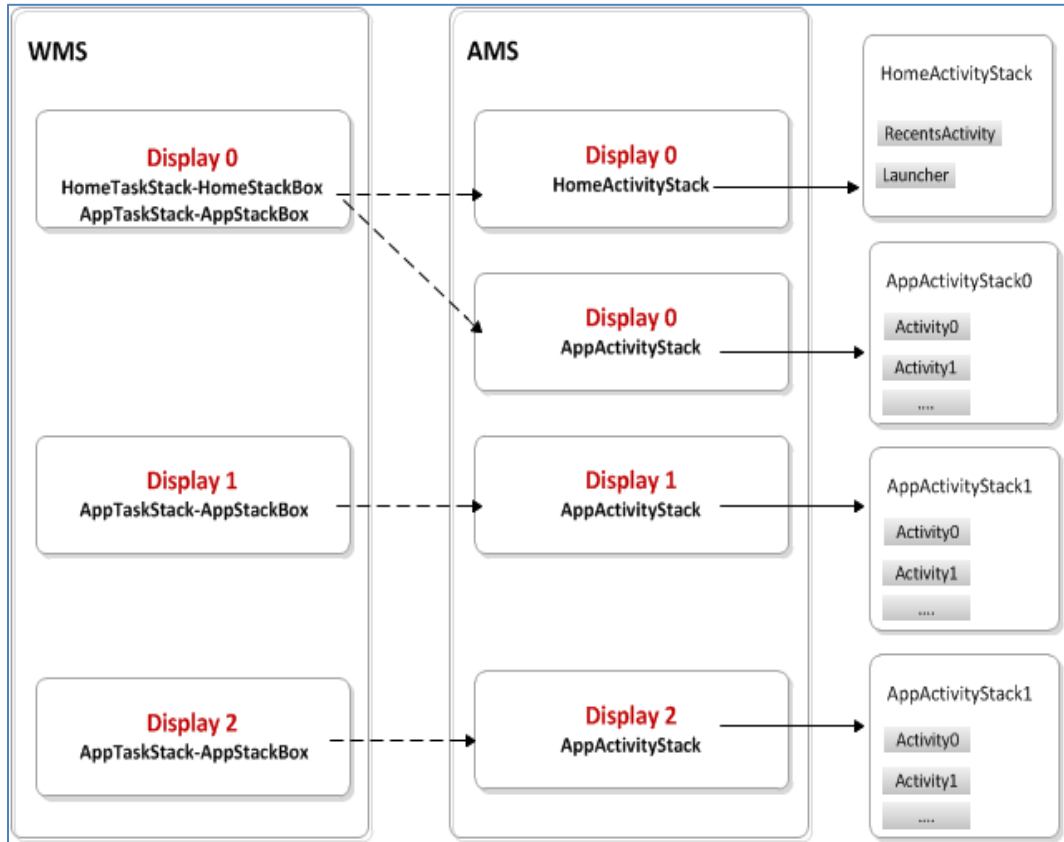 WMS
Display 0
HomeTaskStack-HomeStackBox
AppTaskStack-AppStackBox
Display 1
AppTaskStack-AppStackBox
Display 2
AppTaskStack-AppStackBox
AMS
Display 0
HomeActivityStack
Display 0
AppActivityStack
Display 1
AppActivityStack
Display 2
AppActivityStack
HomeActivityStack
RecentsActivity
Launcher
AppActivityStack0
Activity0
Activity1
....
AppActivityStack1
Activity0
Activity1
....
AppActivityStack1
Activity0
Activity1
....